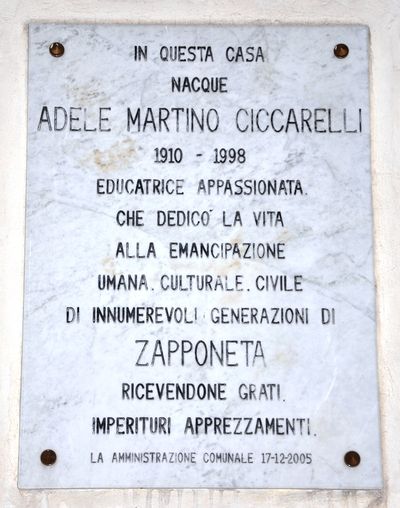 IN QUESTA CASA
NACQUE
ADELE MARTINO CICCARELLI
1910 - 1998
EDUCATRICE APPASSIONATA.
CHE DEDICO' LA VITA
ALLA EMANCIPAZIONE
UMANA. CULTURALE. CIVILE
DI INNUMEREVOLI GENERAZIONI DI
ZAPPONETA
RICEVENDONE GRATI.
IMPERITURI APPREZZAMENTI.
LA AMMINISTRAZIONE COMUNALE 17-12-2005